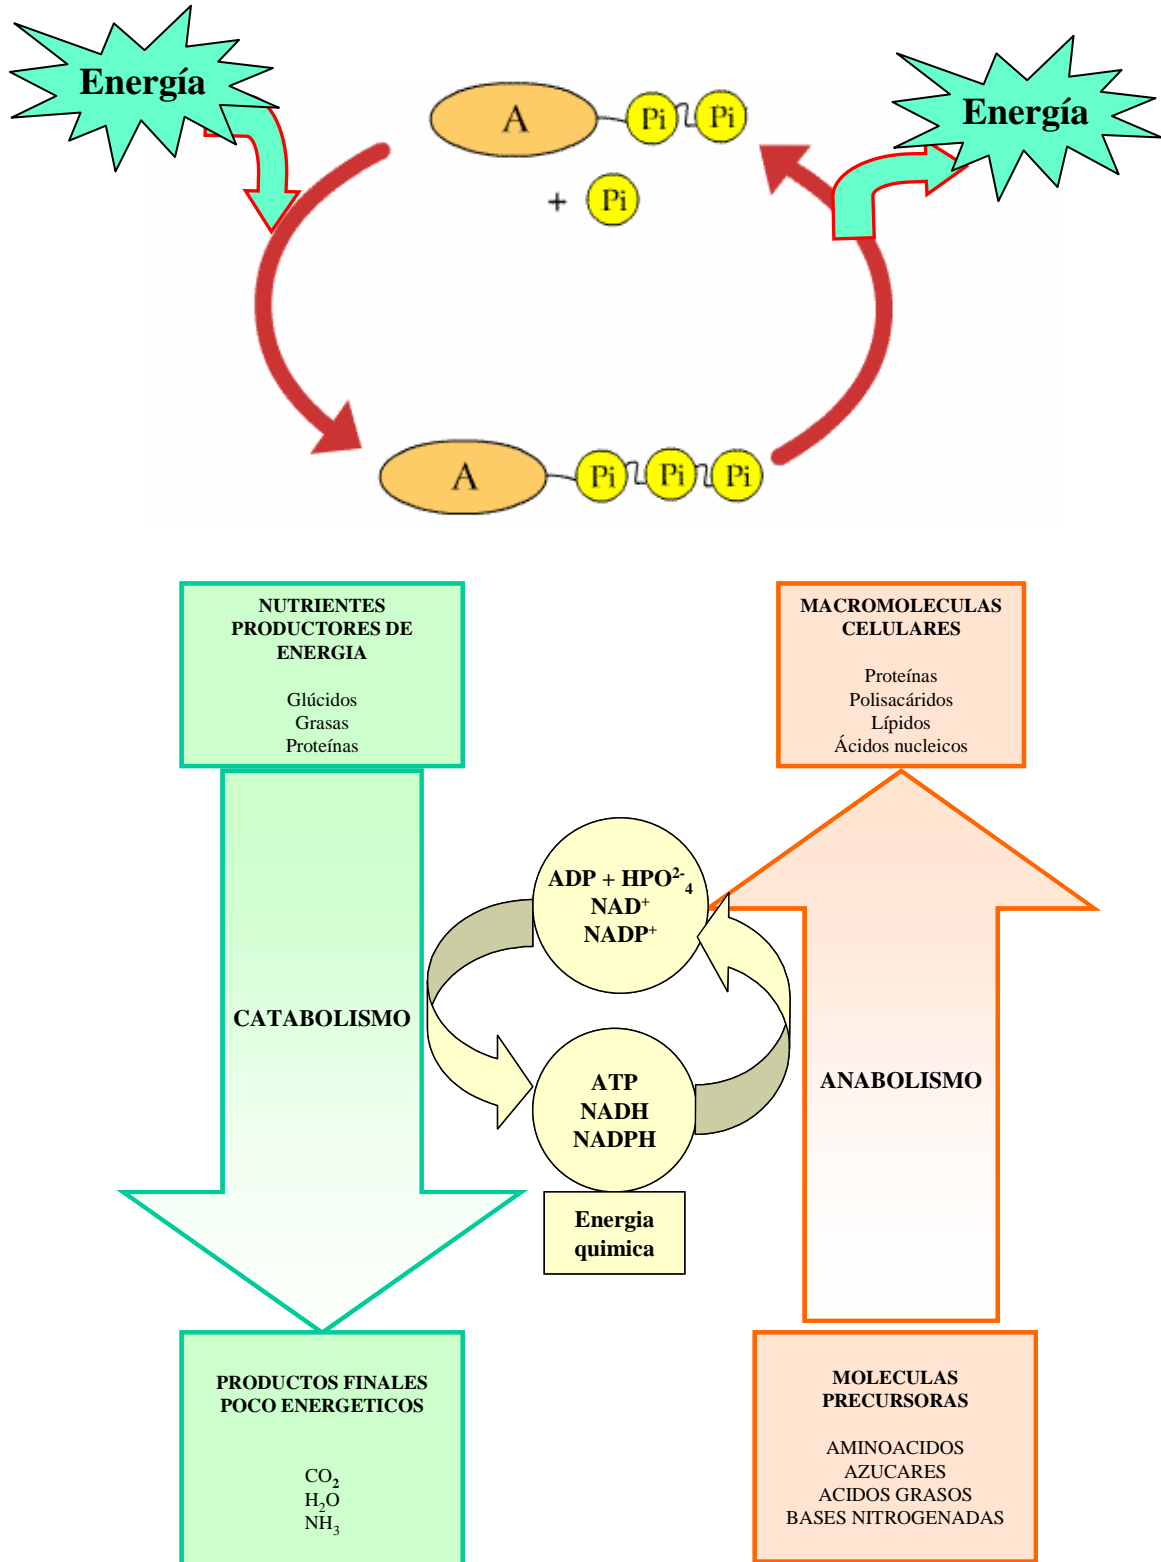 Energía
Energía
A Pi Pi
+ Pi
A Pi Pi Pi
NUTRIENTES
PRODUCTORES DE
ENERGIA
Glúcidos
Grasas
Proteínas
MACROMOLECULAS
CELULARES
Proteínas
Polisacáridos
Lípidos
Ácidos nucleicos
ADP + HPO²⁻₄
NAD⁺
NADP⁺
CATABOLISMO
ATP
NADH
NADPH
ANABOLISMO
Energia
quimica
PRODUCTOS FINALES
POCO ENERGETICOS
CO₂
H₂O
NH₃
MOLECULAS
PRECURSORAS
AMINOACIDOS
AZUCARES
ACIDOS GRASOS
BASES NITROGENADAS